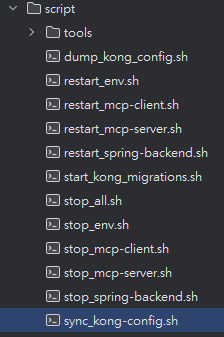 script
tools
dump_kong_config.sh
restart_env.sh
restart_mcp-client.sh
restart_mcp-server.sh
restart_spring-backend.sh
start_kong_migrations.sh
stop_all.sh
stop_env.sh
stop_mcp-client.sh
stop_mcp-server.sh
stop_spring-backend.sh
sync_kong-config.sh